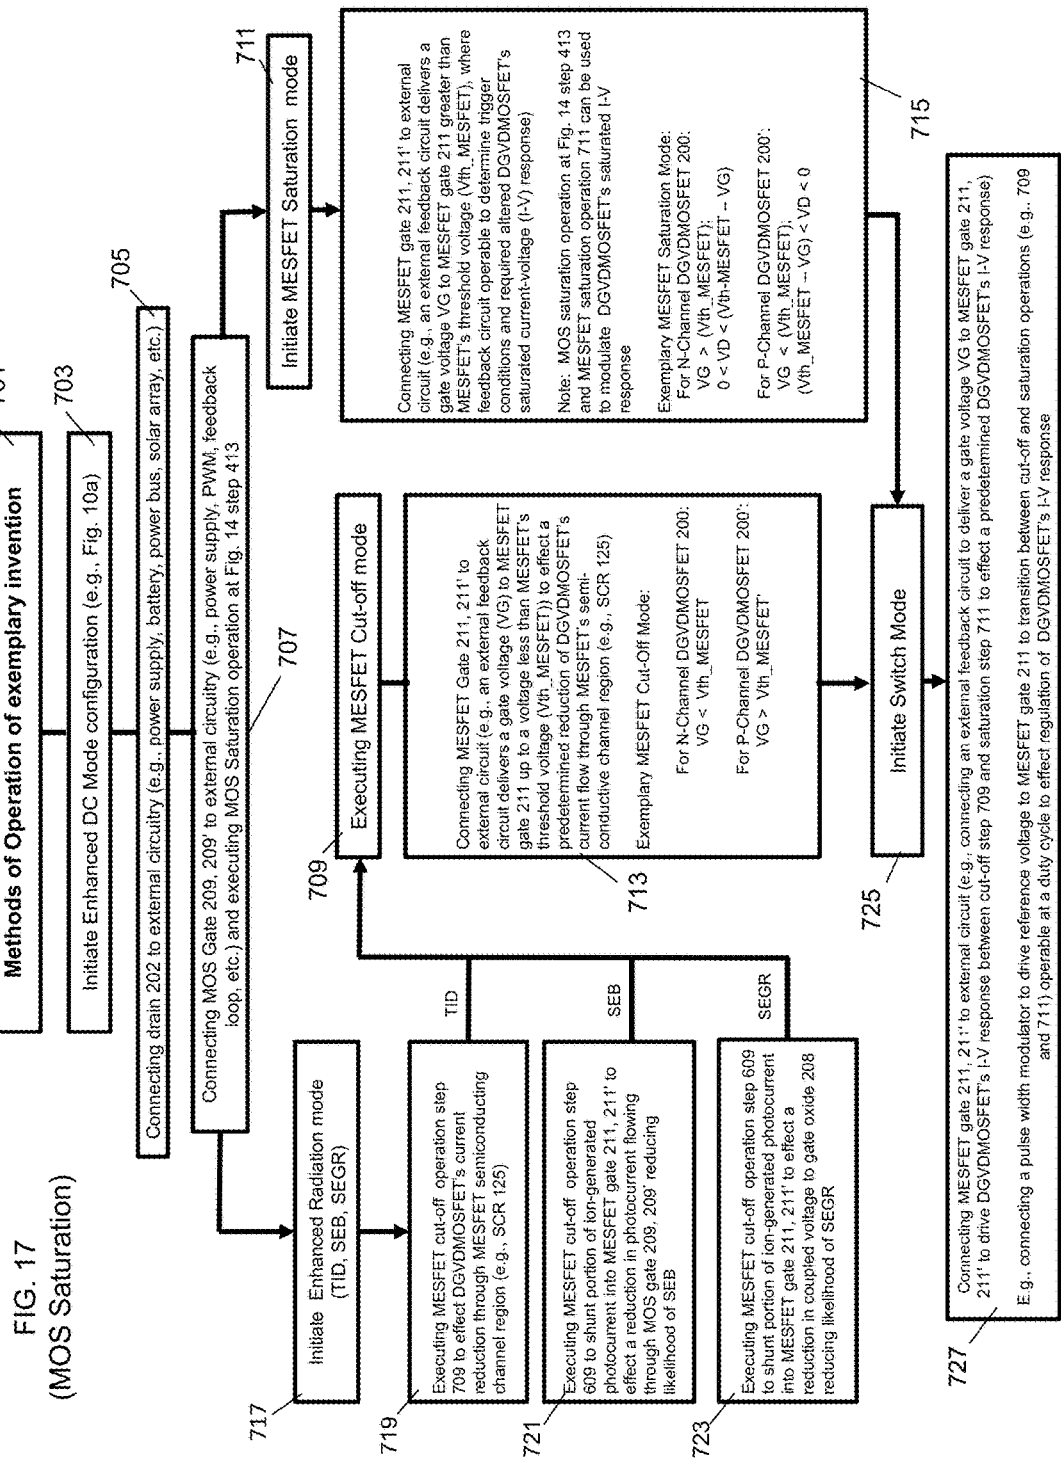 FIG. 17
(MOS Saturation)
Methods of Operation of exemplary invention
703
Initiate Enhanced DC Mode configuration (e.g., Fig. 10a)
705
Connecting drain 202 to external circuitry (e.g., power supply, battery, power bus, solar array, etc.)
Connecting MOS Gate 209, 209' to external circuitry (e.g., power supply, PWM, feedback
loop, etc.) and executing MOS Saturation operation at Fig. 14 step 413
707
717
Initiate Enhanced Radiation mode
(TID, SEB, SEGR)
719
Executing MESFET cut-off operation step
709 to effect DGVDMOSFET's current
reduction through MESFET semiconducting
channel region (e.g., SCR 125)
TID
721
Executing MESFET cut-off operation step
609 to shunt portion of ion-generated
photocurrent into MESFET gate 211, 211' to
effect a reduction in photocurrent flowing
through MOS gate 209, 209' reducing
likelihood of SEB
SEB
723
Executing MESFET cut-off operation step 609
to shunt portion of ion-generated photocurrent
into MESFET gate 211, 211' to effect a
reduction in coupled voltage to gate oxide 208
reducing likelihood of SEGR
SEGR
709
Executing MESFET Cut-off mode
713
Connecting MESFET Gate 211, 211' to
external circuit (e.g., an external feedback
circuit delivers a gate voltage (VG) to MESFET
gate 211 up to a voltage less than MESFET's
threshold voltage (Vth_MESFET)) to effect a
predetermined reduction of DGVDMOSFET's
current flow through MESFET's semi-
conductive channel region (e.g., SCR 125)
Exemplary MESFET Cut-Off Mode:
For N-Channel DGVDMOSFET 200:
VG < Vth_MESFET
For P-Channel DGVDMOSFET 200':
VG > Vth_MESFET'
711
Initiate MESFET Saturation mode
Connecting MESFET gate 211, 211' to external
circuit (e.g., an external feedback circuit delivers a
gate voltage VG to MESFET gate 211 greater than
MESFET's threshold voltage (Vth_MESFET), where
feedback circuit operable to determine trigger
conditions and required altered DGVDMOSFET's
saturated current-voltage (I-V) response)
Note: MOS saturation operation at Fig. 14 step 413
and MESFET saturation operation 711 can be used
to modulate DGVDMOSFET's saturated I-V
response
Exemplary MESFET Saturation Mode:
For N-Channel DGVDMOSFET 200:
VG > (Vth_MESFET);
0 < VD < (Vth-MESFET – VG)
For P-Channel DGVDMOSFET 200':
VG < (Vth_MESFET);
(Vth_MESFET – VG) < VD < 0
715
725
Initiate Switch Mode
727
Connecting MESFET gate 211, 211' to external circuit (e.g., connecting an external feedback circuit to deliver a gate voltage VG to MESFET gate 211,
211' to drive DGVDMOSFET's I-V response between cut-off step 709 and saturation step 711 to effect a predetermined DGVDMOSFET's I-V response)
E.g., connecting a pulse width modulator to drive reference voltage to MESFET gate 211 to transition between cut-off and saturation operations (e.g., 709
and 711) operable at a duty cycle to effect regulation of DGVDMOSFET's I-V response